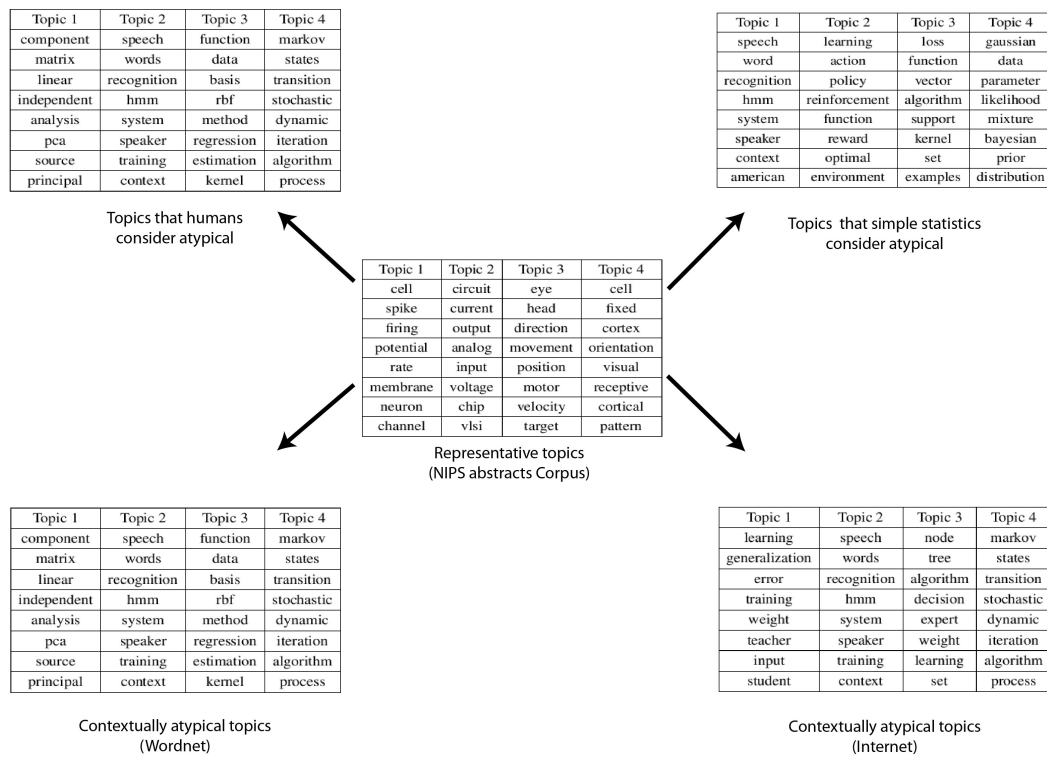 Topic 1 Topic 2 Topic 3 Topic 4
component speech function markov
matrix words data states
linear recognition basis transition
independent hmm rbf stochastic
analysis system method dynamic
pca speaker regression iteration
source training estimation algorithm
principal context kernel process
Topics that humans
consider atypical
Topic 1 Topic 2 Topic 3 Topic 4
speech learning loss gaussian
word action function data
recognition policy vector parameter
hmm reinforcement algorithm likelihood
system function support mixture
speaker reward kernel bayesian
context optimal set prior
american environment examples distribution
Topics that simple statistics
consider atypical
Topic 1 Topic 2 Topic 3 Topic 4
cell circuit eye cell
spike current head fixed
firing output direction cortex
potential analog movement orientation
rate input position visual
membrane voltage motor receptive
neuron chip velocity cortical
channel vlsi target pattern
Representative topics
(NIPS abstracts Corpus)
Topic 1 Topic 2 Topic 3 Topic 4
component speech function markov
matrix words data states
linear recognition basis transition
independent hmm rbf stochastic
analysis system method dynamic
pca speaker regression iteration
source training estimation algorithm
principal context kernel process
Contextually atypical topics
(Wordnet)
Topic 1 Topic 2 Topic 3 Topic 4
learning speech node markov
generalization words tree states
error recognition algorithm transition
training hmm decision stochastic
weight system expert dynamic
teacher speaker weight iteration
input training learning algorithm
student context set process
Contextually atypical topics
(Internet)